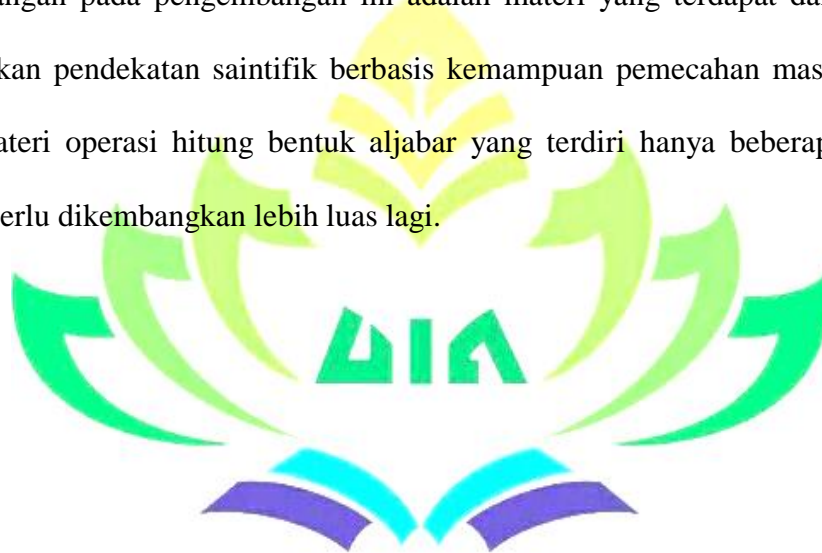 angan pada pengembangan ini adalah materi yang terdapat da
kan pendekatan saintifik berbasis kemampuan pemecahan mas
ateri operasi hitung bentuk aljabar yang terdiri hanya beberap
erlu dikembangkan lebih luas lagi.
UIN